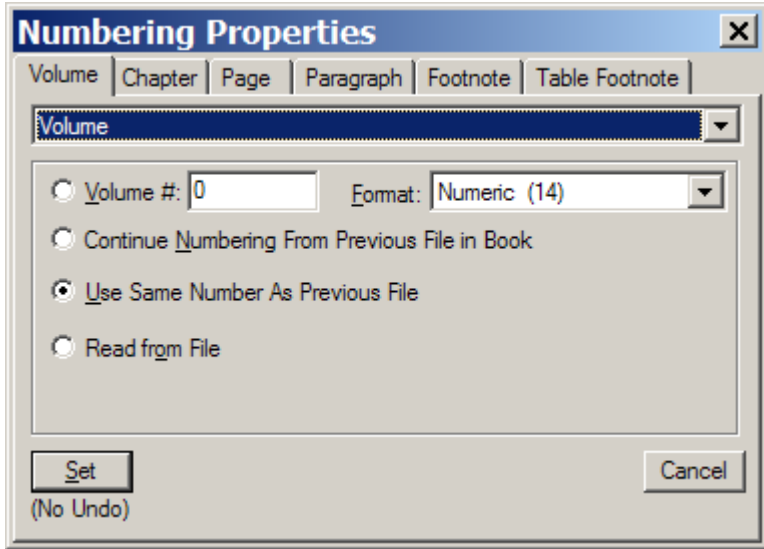 Numbering Properties
Volume Chapter Page Paragraph Footnote Table Footnote
Volume
Volume #: 0 Format: Numeric (14)
Continue Numbering From Previous File in Book
Use Same Number As Previous File
Read from File
Set Cancel
(No Undo)